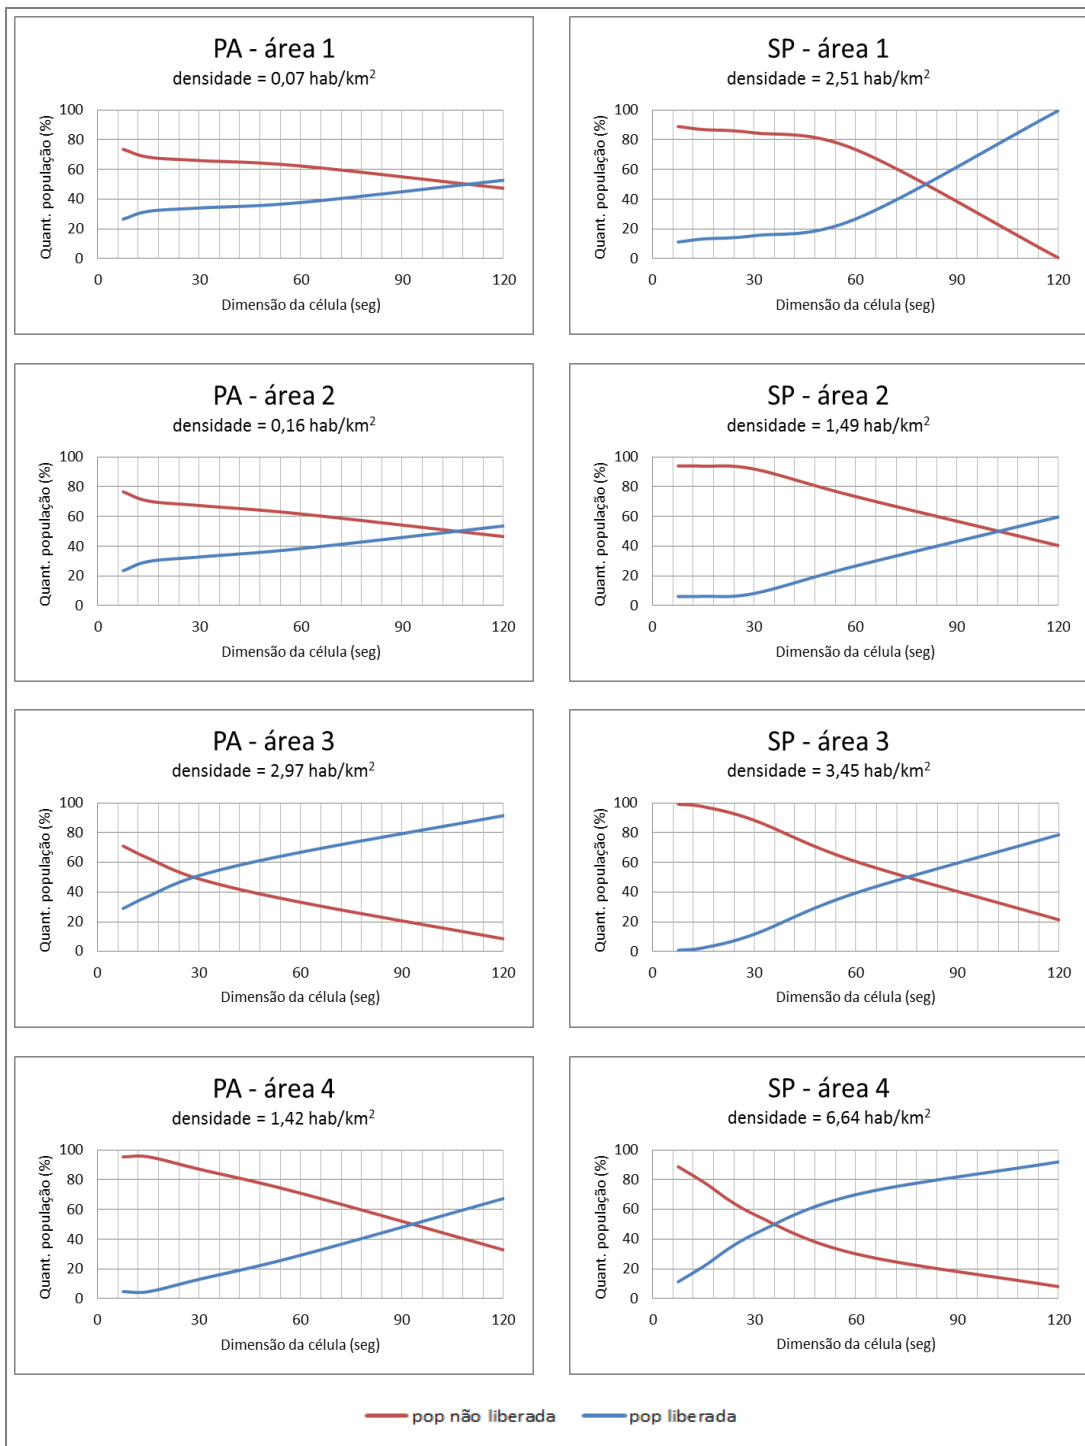 PA - área 1
densidade = 0,07 hab/km²
Quant. população (%)
100
80
60
40
20
0
0 30 60 90 120
Dimensão da célula (seg)
SP - área 1
densidade = 2,51 hab/km²
Quant. população (%)
100
80
60
40
20
0
0 30 60 90 120
Dimensão da célula (seg)
PA - área 2
densidade = 0,16 hab/km²
Quant. população (%)
100
80
60
40
20
0
0 30 60 90 120
Dimensão da célula (seg)
SP - área 2
densidade = 1,49 hab/km²
Quant. população (%)
100
80
60
40
20
0
0 30 60 90 120
Dimensão da célula (seg)
PA - área 3
densidade = 2,97 hab/km²
Quant. população (%)
100
80
60
40
20
0
0 30 60 90 120
Dimensão da célula (seg)
SP - área 3
densidade = 3,45 hab/km²
Quant. população (%)
100
80
60
40
20
0
0 30 60 90 120
Dimensão da célula (seg)
PA - área 4
densidade = 1,42 hab/km²
Quant. população (%)
100
80
60
40
20
0
0 30 60 90 120
Dimensão da célula (seg)
SP - área 4
densidade = 6,64 hab/km²
Quant. população (%)
100
80
60
40
20
0
0 30 60 90 120
Dimensão da célula (seg)
pop não liberada pop liberada